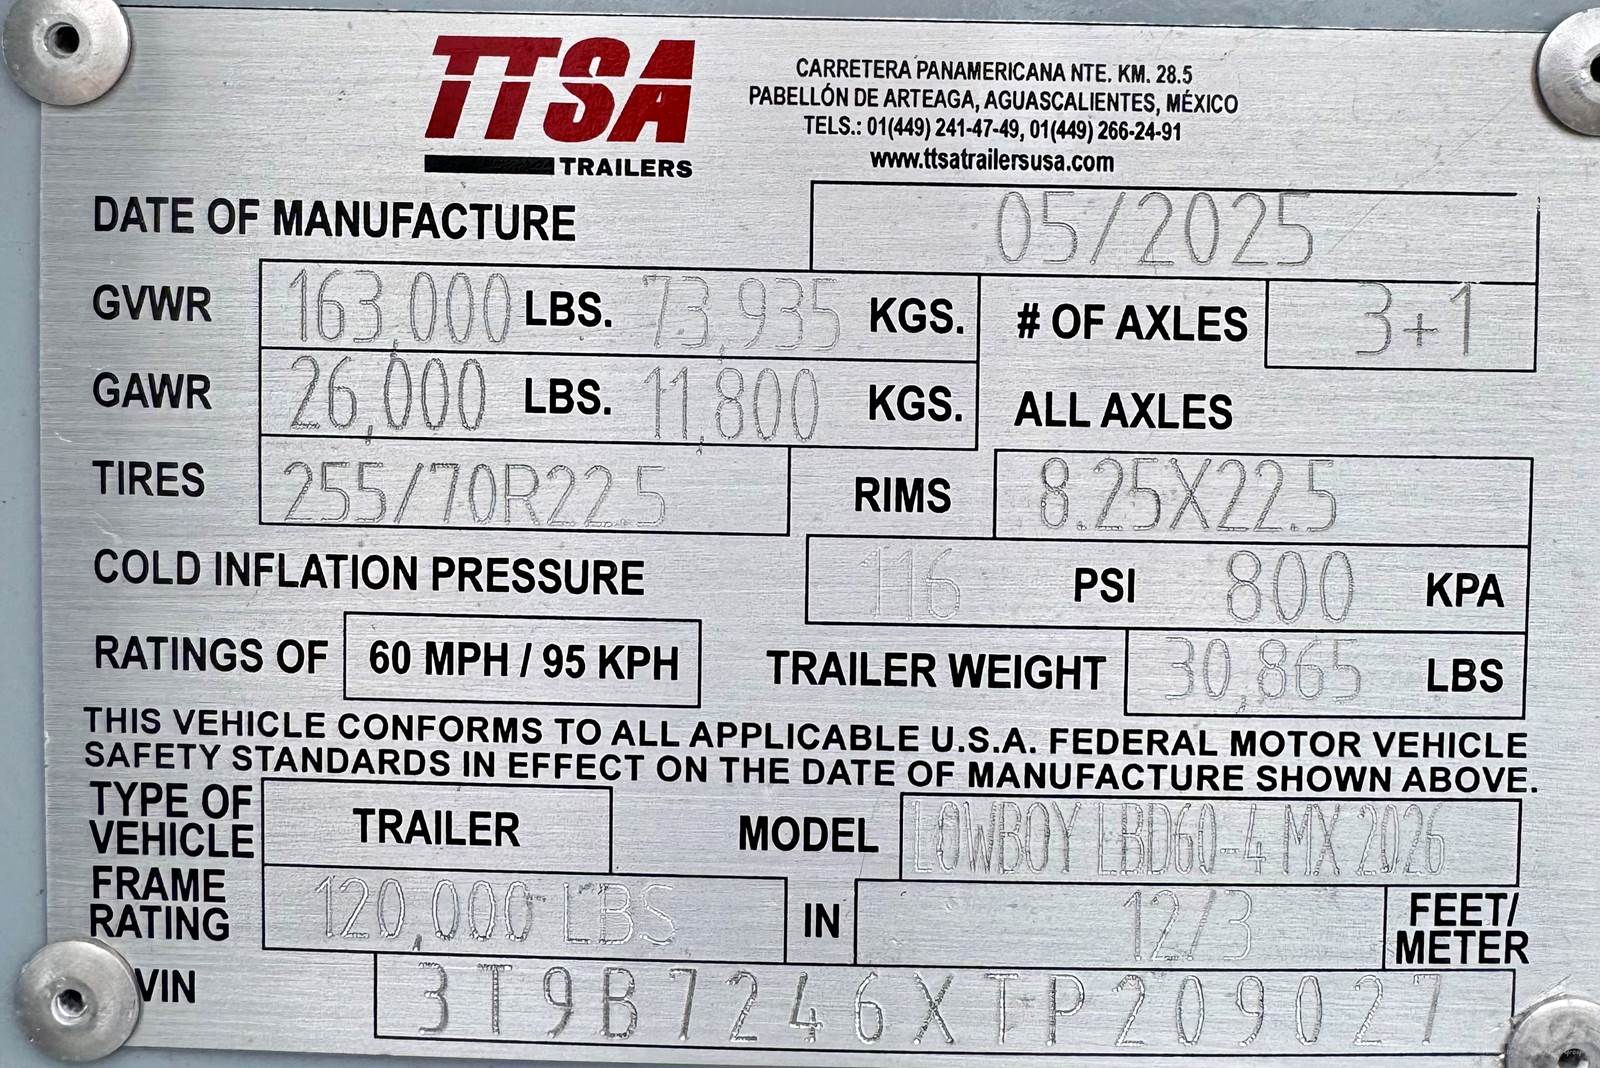 TTSA
TRAILERS
CARRETERA PANAMERICANA NTE. KM. 28.5
PABELLÓN DE ARTEAGA, AGUASCALIENTES, MÉXICO
TELS.: 01(449) 241-47-49, 01(449) 266-24-91
www.ttsatrailersusa.com
DATE OF MANUFACTURE 05/2025
GVWR 163,000 LBS. 73,935 KGS. # OF AXLES 3+1
GAWR 26,000 LBS. 11,800 KGS. ALL AXLES
TIRES 255/70R22.5 RIMS 8.25X22.5
COLD INFLATION PRESSURE 116 PSI 800 KPA
RATINGS OF 60 MPH / 95 KPH TRAILER WEIGHT 30,865 LBS
THIS VEHICLE CONFORMS TO ALL APPLICABLE U.S.A. FEDERAL MOTOR VEHICLE
SAFETY STANDARDS IN EFFECT ON THE DATE OF MANUFACTURE SHOWN ABOVE.
TYPE OF
VEHICLE TRAILER MODEL LOWBOY LBD60-4 MX 2026
FRAME
RATING 120,000 LBS IN 12/3 FEET/
METER
VIN 3T9B7246XTP209027